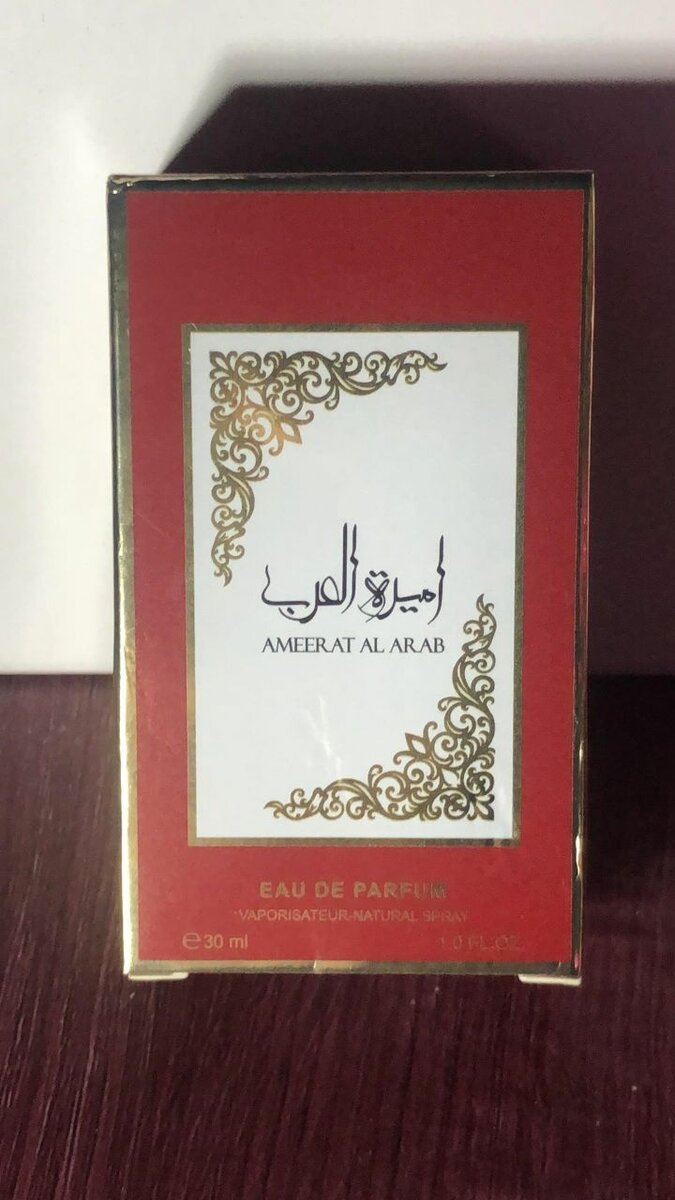 اميرة العرب
AMEERAT AL ARAB
EAU DE PARFUM
VAPORISATEUR-NATURAL SPRAY
℮ 30 ml 1.0 FL.OZ